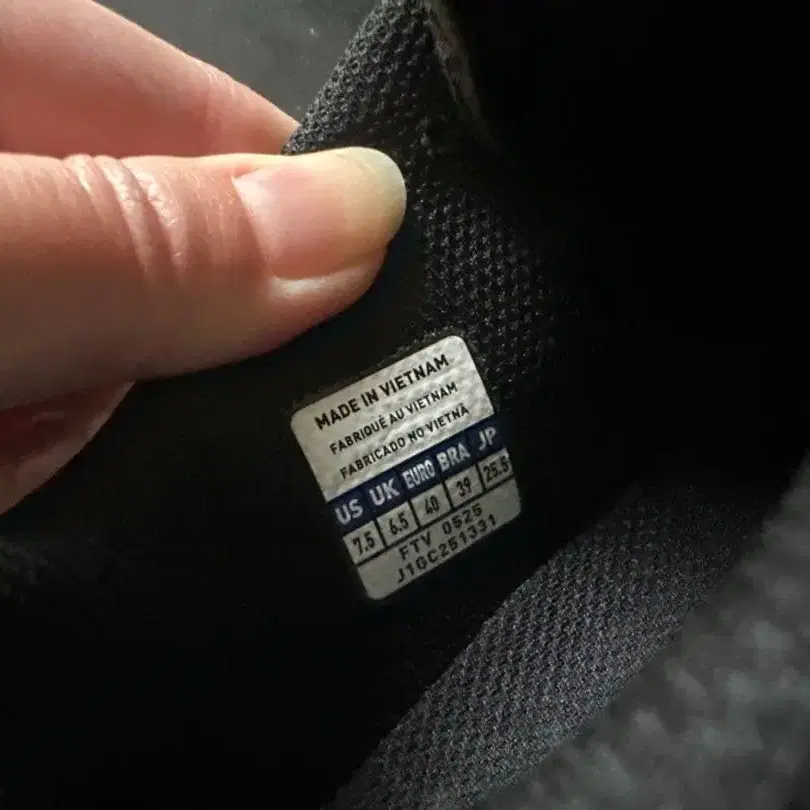 MADE IN VIETNAM
FABRIQUÉ AU VIETNAM
FABRICADO NO VIETNÃ
US UK EURO BRA JP
7.5 6.5 40 39 25.5
FTV 0525
J1GC251331